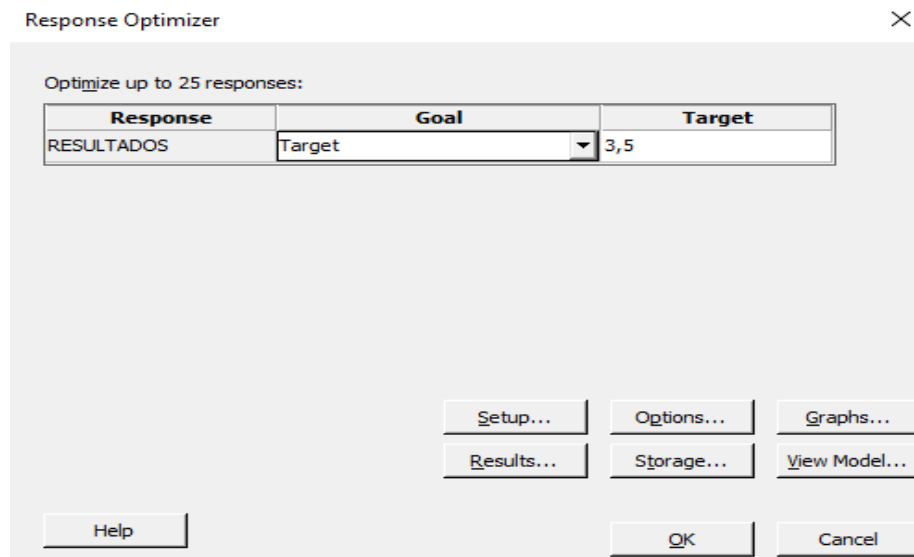 Response Optimizer
Optimize up to 25 responses:
Response Goal Target
RESULTADOS Target 3,5
Setup... Options... Graphs...
Results... Storage... View Model...
Help OK Cancel